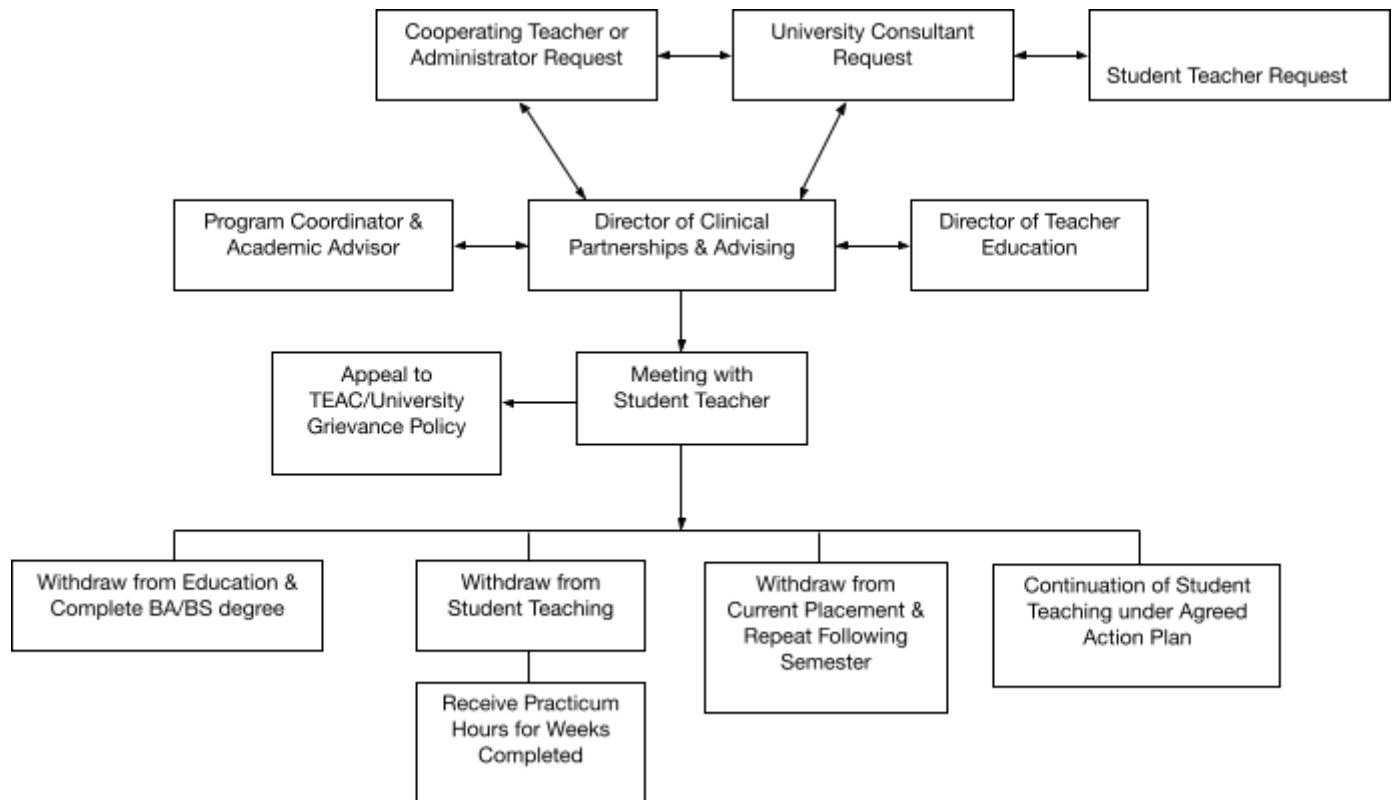 Cooperating Teacher or
Administrator Request
University Consultant
Request
Student Teacher Request
Program Coordinator &
Academic Advisor
Director of Clinical
Partnerships & Advising
Director of Teacher
Education
Appeal to
TEAC/University
Grievance Policy
Meeting with
Student Teacher
Withdraw from Education &
Complete BA/BS degree
Withdraw from
Student Teaching
Withdraw from
Current Placement &
Repeat Following
Semester
Continuation of Student
Teaching under Agreed
Action Plan
Receive Practicum
Hours for Weeks
Completed